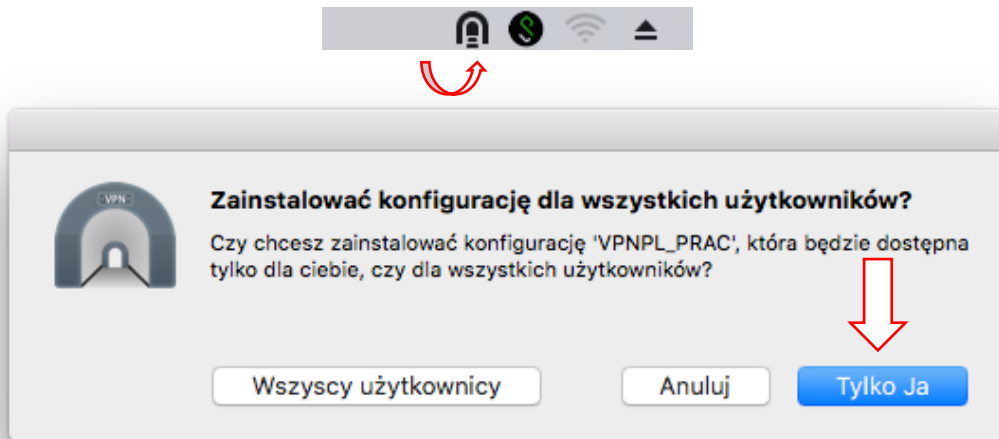 VPN
Zainstalować konfigurację dla wszystkich użytkowników?
Czy chcesz zainstalować konfigurację 'VPNPL_PRAC', która będzie dostępna
tylko dla ciebie, czy dla wszystkich użytkowników?
Wszyscy użytkownicy
Anuluj
Tylko Ja